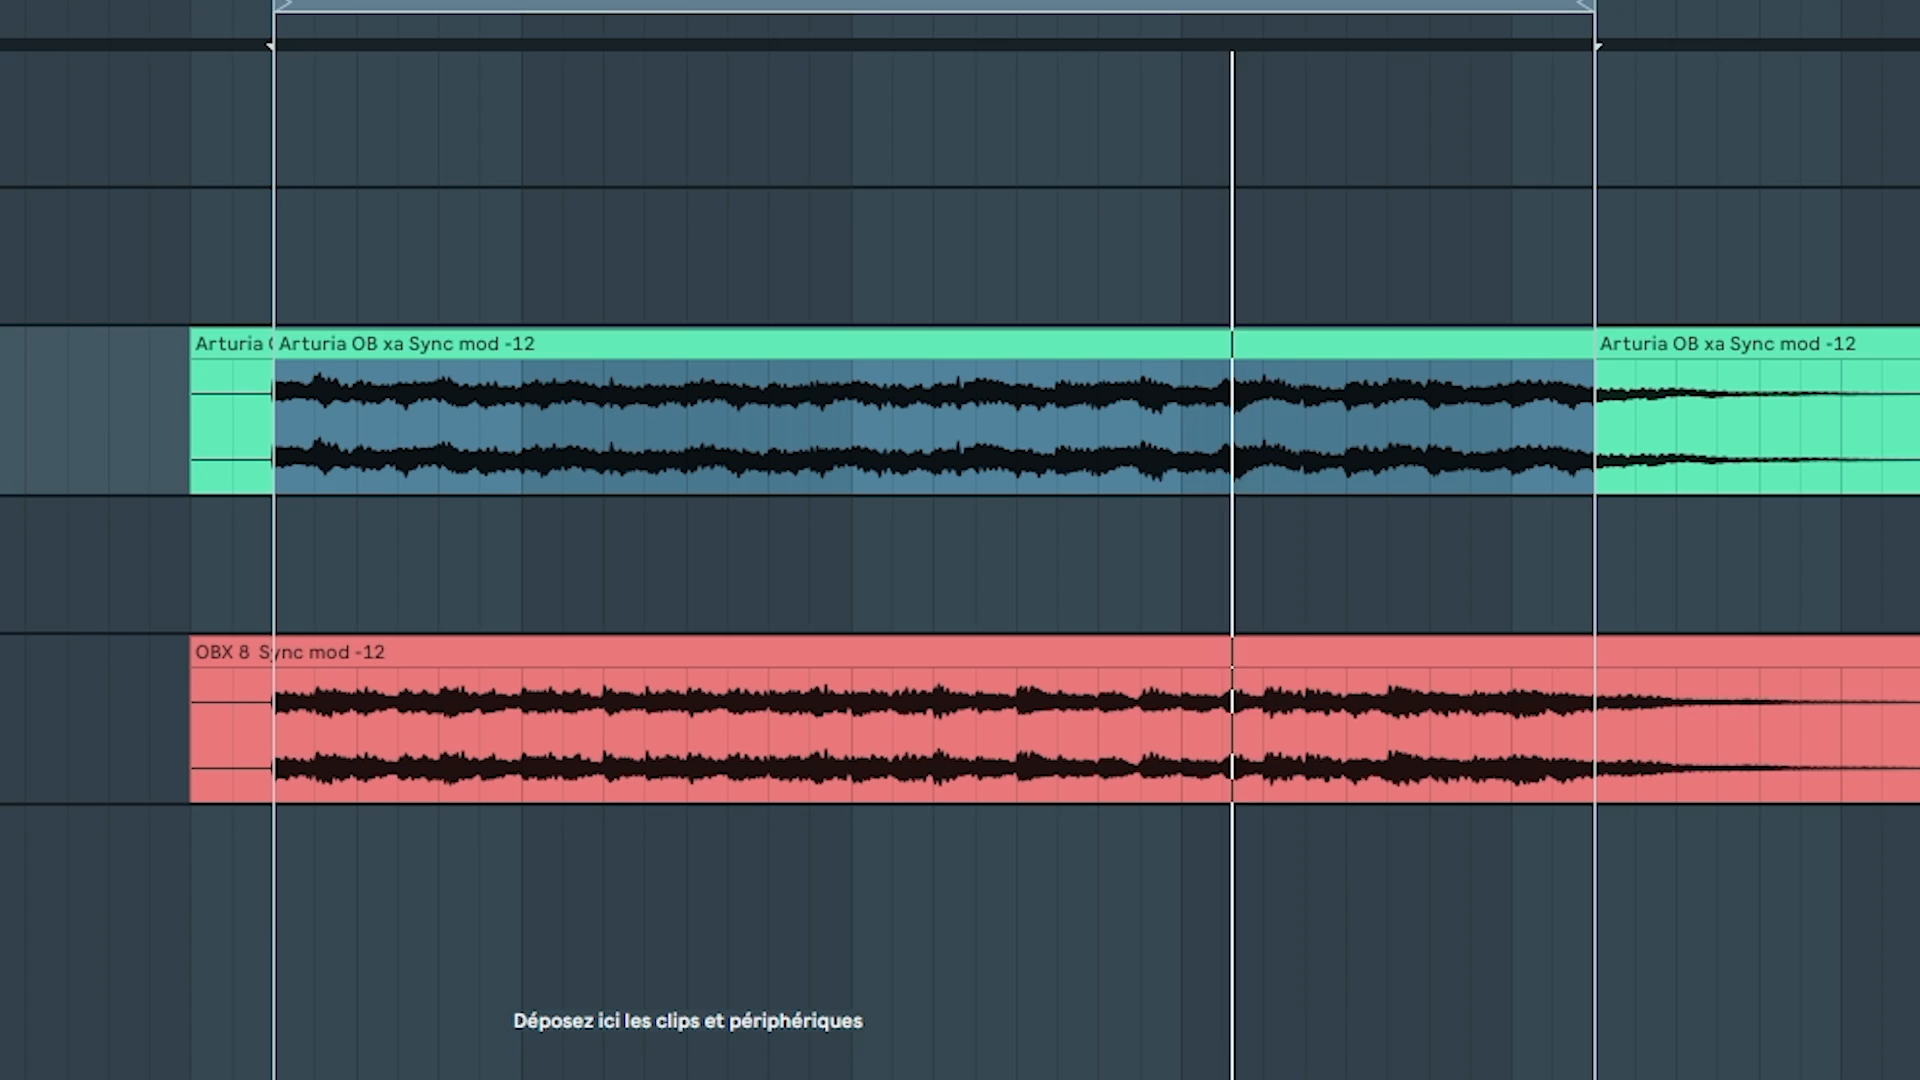 Arturia
Arturia OB xa Sync mod -12
Arturia OB xa Sync mod -12
OBX 8 Sync mod -12
Déposez ici les clips et périphériques